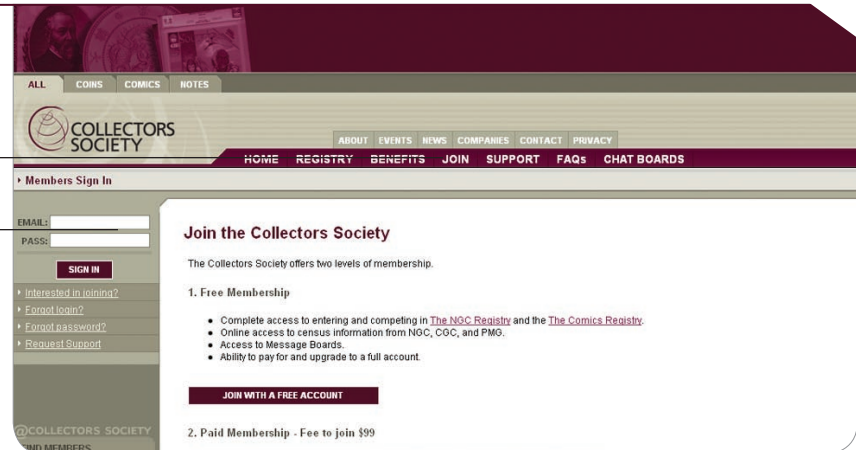 ALL COINS COMICS NOTES
COLLECTORS
SOCIETY
ABOUT EVENTS NEWS COMPANIES CONTACT PRIVACY
HOME REGISTRY BENEFITS JOIN SUPPORT FAQs CHAT BOARDS
Members Sign In
EMAIL:
PASS:
SIGN IN
Interested in joining?
Forgot login?
Forgot password?
Request Support
@COLLECTORS SOCIETY
FIND MEMBERS
Join the Collectors Society
The Collectors Society offers two levels of membership.
1. Free Membership
• Complete access to entering and competing in The NGC Registry and the The Comics Registry.
• Online access to census information from NGC, CGC, and PMG.
• Access to Message Boards.
• Ability to pay for and upgrade to a full account.
JOIN WITH A FREE ACCOUNT
2. Paid Membership - Fee to join $99